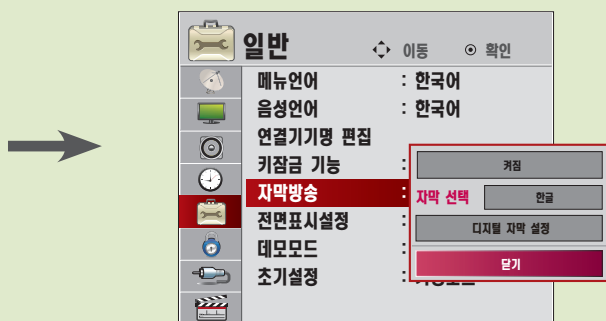 일반 이동 확인
메뉴언어 : 한국어
음성언어 : 한국어
연결기기명 편집
키잠금 기능 :
자막방송 :
전면표시설정 :
데모모드 :
초기설정 :
켜짐
자막 선택 한글
디지털 자막 설정
닫기